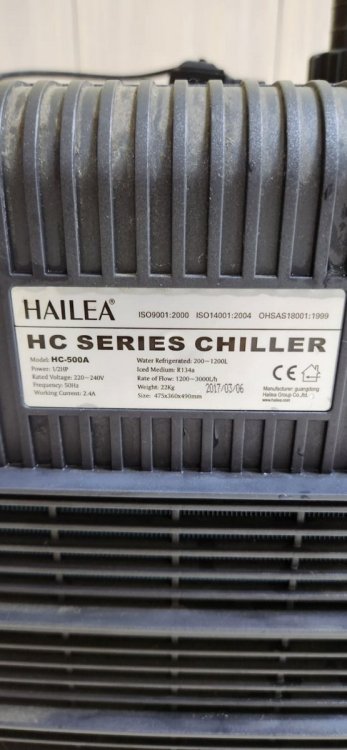 HAILEA® ISO9001:2000 ISO14001:2004 OHSAS18001:1999
HC SERIES CHILLER
Model: HC-500A
Power: 1/2HP
Rated Voltage: 220~240V
Frequency: 50Hz
Working Current: 2.4A
Water Refrigerated: 200~1200L
Iced Medium: R134a
Rate of Flow: 1200~3000L/h
Weight: 22Kg
2017/03/06
Size: 475x360x490mm
CE
Manufacturer: guangdong
Hailea Group Co.,ltd.
www.hailea.com